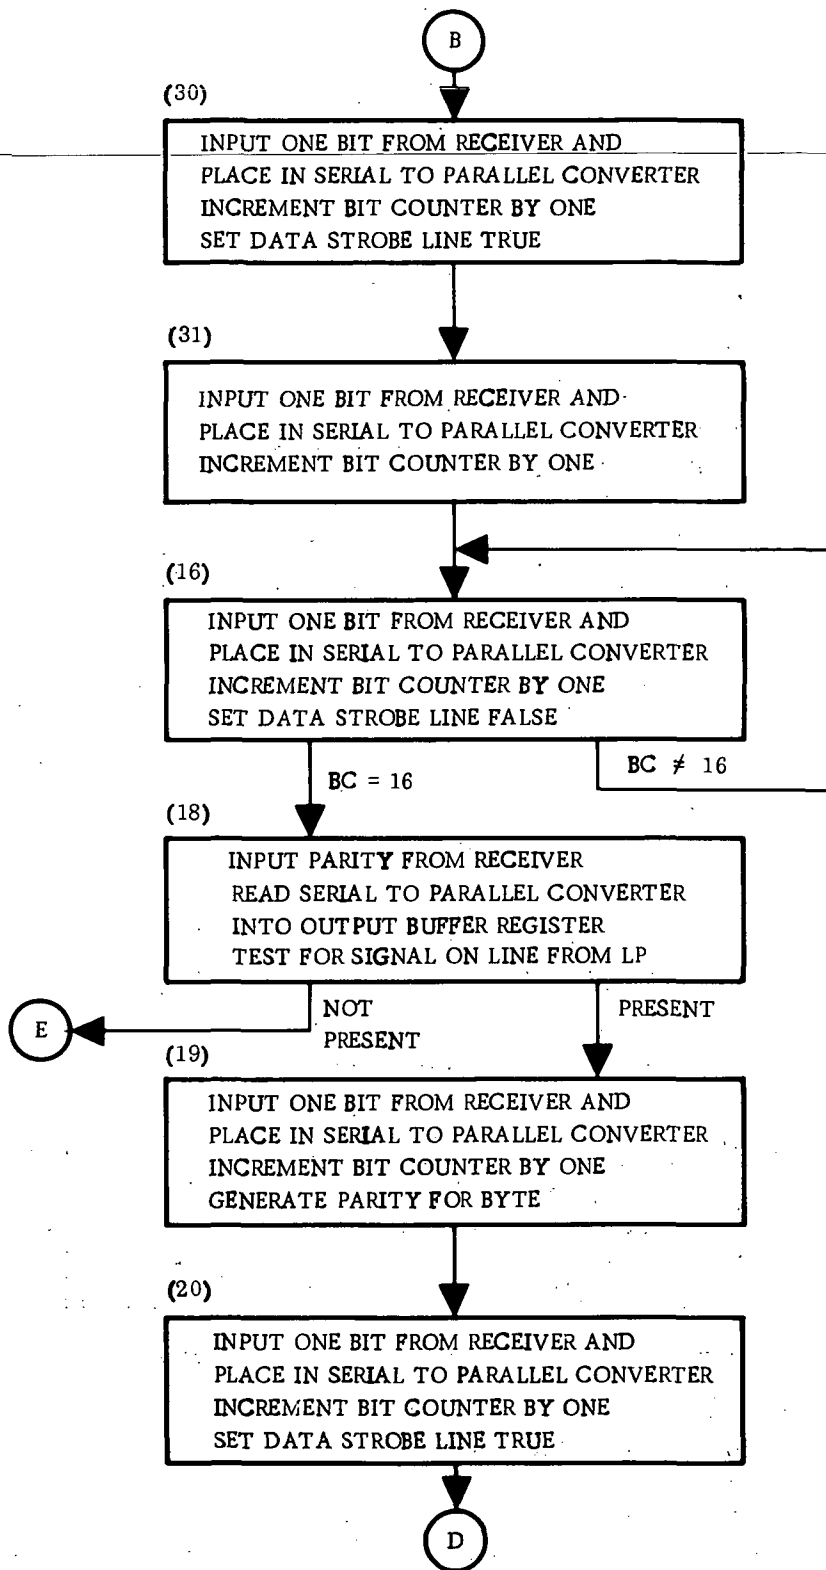 B
(30)
INPUT ONE BIT FROM RECEIVER AND
PLACE IN SERIAL TO PARALLEL CONVERTER
INCREMENT BIT COUNTER BY ONE
SET DATA STROBE LINE TRUE
(31)
INPUT ONE BIT FROM RECEIVER AND
PLACE IN SERIAL TO PARALLEL CONVERTER
INCREMENT BIT COUNTER BY ONE
(16)
INPUT ONE BIT FROM RECEIVER AND
PLACE IN SERIAL TO PARALLEL CONVERTER
INCREMENT BIT COUNTER BY ONE
SET DATA STROBE LINE FALSE
BC = 16
BC ≠ 16
(18)
INPUT PARITY FROM RECEIVER
READ SERIAL TO PARALLEL CONVERTER
INTO OUTPUT BUFFER REGISTER
TEST FOR SIGNAL ON LINE FROM LP
E
NOT
PRESENT
PRESENT
(19)
INPUT ONE BIT FROM RECEIVER AND
PLACE IN SERIAL TO PARALLEL CONVERTER
INCREMENT BIT COUNTER BY ONE
GENERATE PARITY FOR BYTE
(20)
INPUT ONE BIT FROM RECEIVER AND
PLACE IN SERIAL TO PARALLEL CONVERTER
INCREMENT BIT COUNTER BY ONE
SET DATA STROBE LINE TRUE
D